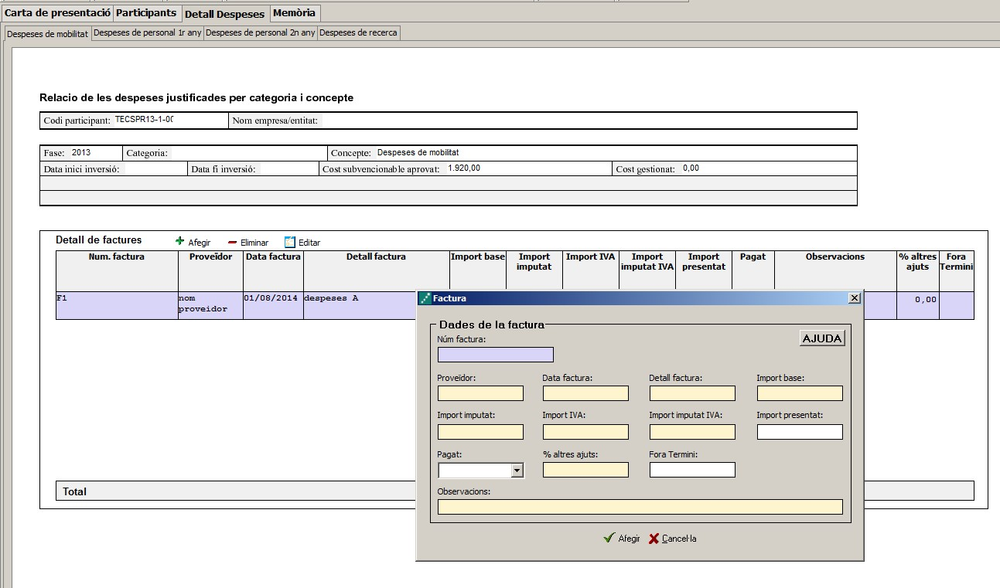 Carta de presentació Participants Detall Despeses Memòria
Despeses de mobilitat Despeses de personal 1r any Despeses de personal 2n any Despeses de recerca
Relacio de les despeses justificades per categoria i concepte
Codi participant: TECSPR13-1-00 Nom empresa/entitat:
Fase: 2013 Categoria: Concepte: Despeses de mobilitat
Data inici inversió: Data fi inversió: Cost subvencionable aprovat: 1.920,00 Cost gestionat: 0,00
Detall de factures Afegir Eliminar Editar
Num. factura Proveïdor Data factura Detall factura Import base Import Import IVA Import Import Pagat Observacions % altres Fora
imputat imputat IVA presentat ajuts Termini
F1 nom 01/08/2014 despeses A 0,00
proveidor
Factura
Dades de la factura
Núm factura: AJUDA
Proveïdor: Data factura: Detall factura: Import base:
Import imputat: Import IVA: Import imputat IVA: Import presentat:
Pagat: % altres ajuts: Fora Termini:
Observacions:
Total
Afegir Cancel·la